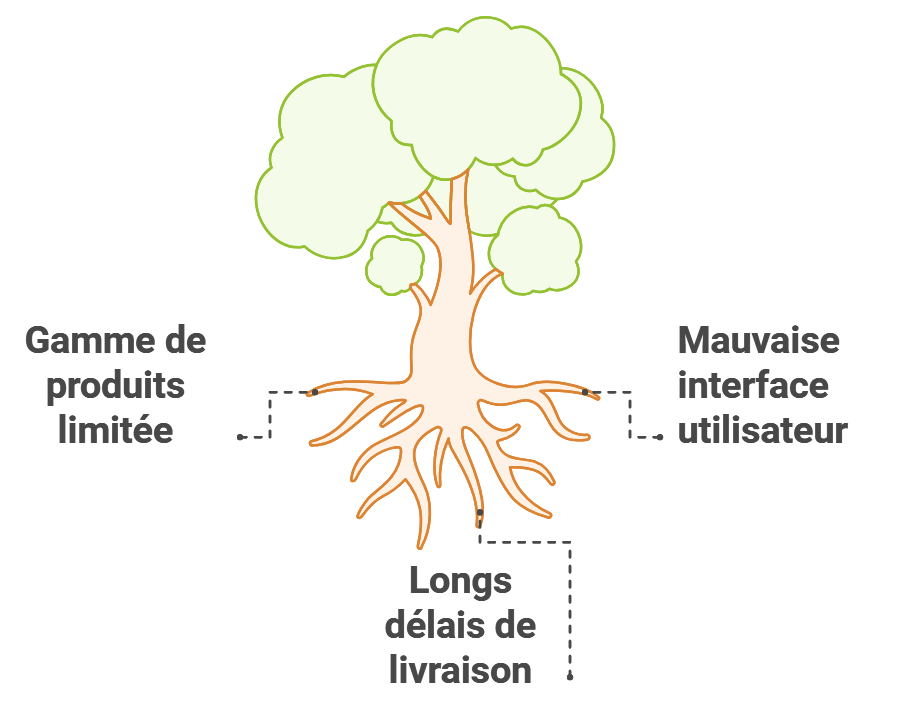 Gamme de
produits
limitée
Mauvaise
interface
utilisateur
Longs
délais de
livraison